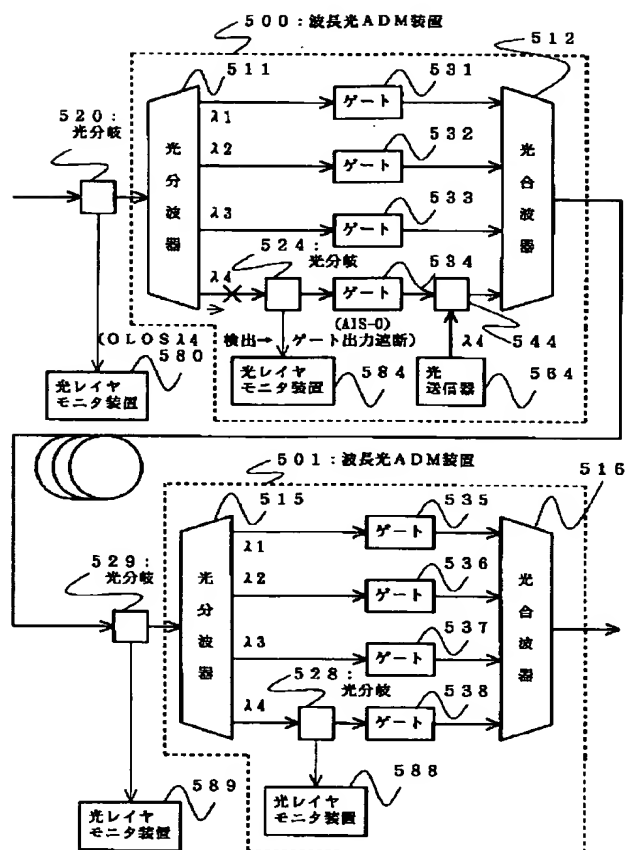 500:波長光ADM装置
511
531
512
520:
光分岐
ゲート
λ1
532
λ2
ゲート
光分波器
光合波器
533
λ3
ゲート
524:
光分岐
534
λ4
ゲート
(AIS-O)
λ4
544
(OLOSλ4 検出→ゲート出力遮断)
580
光レイヤ
モニタ装置
584
光レイヤ
モニタ装置
564
光
送信器
501:波長光ADM装置
515
535
516
529:
光分岐
ゲート
λ1
536
λ2
ゲート
光分波器
光合波器
537
λ3
ゲート
528:
光分岐
538
λ4
ゲート
589
光レイヤ
モニタ装置
588
光レイヤ
モニタ装置